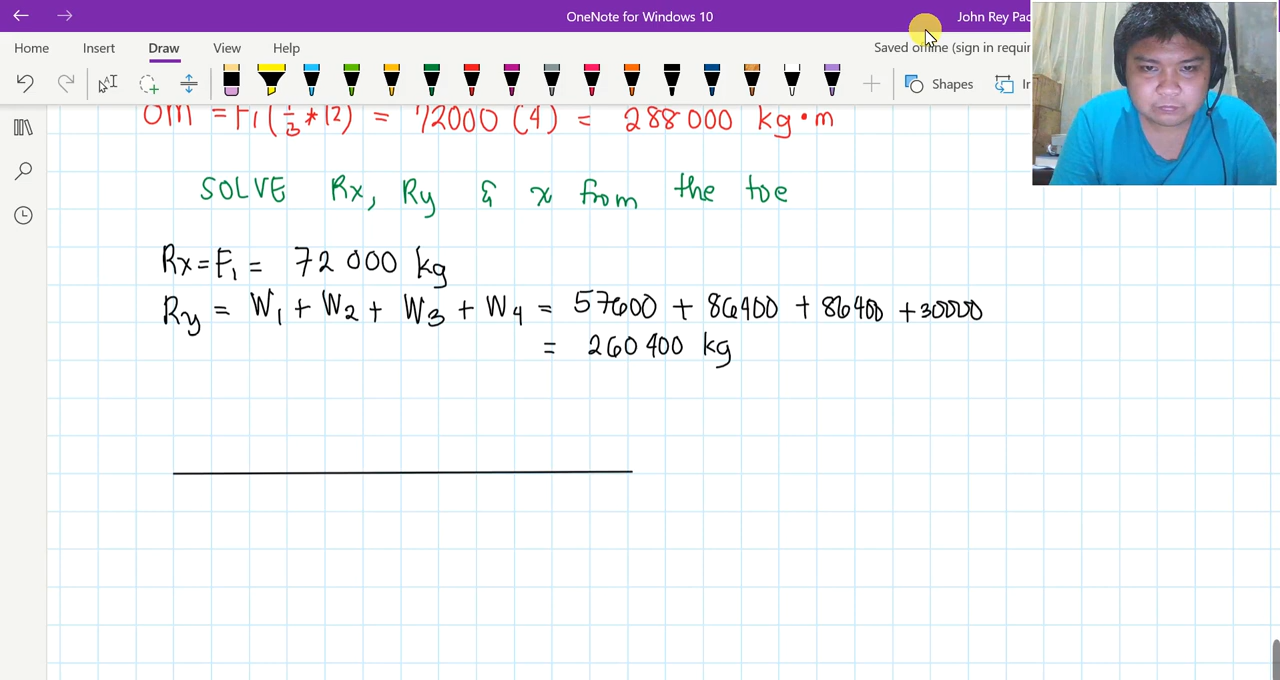 OneNote for Windows 10
John Rey Pac
Home Insert Draw View Help
Saved offline (sign in requir
Shapes In
OM = F1 (1/3 * 12) = 72000 (4) = 288000 kg·m
SOLVE Rx, Ry & x from the toe
Rx = F1 = 72 000 kg
Ry = W1 + W2 + W3 + W4 = 57600 + 86400 + 86400 + 30000
= 260 400 kg